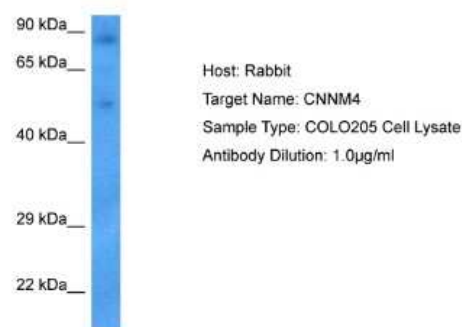 90 kDa__
65 kDa__
40 kDa__
29 kDa__
22 kDa__
Host: Rabbit
Target Name: CNNM4
Sample Type: COLO205 Cell Lysate
Antibody Dilution: 1.0µg/ml